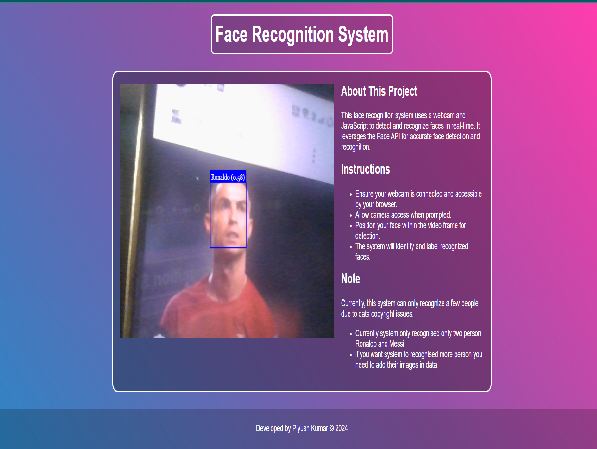 Face Recognition System
Ronaldo (0.58)
About This Project
This face recognition system uses a webcam and
JavaScript to detect and recognize faces in real-time. It
leverages the Face API for accurate face detection and
recognition.
Instructions
• Ensure your webcam is connected and accessible
by your browser.
• Allow camera access when prompted.
• Position your face within the video frame for
detection.
• The system will identify and label recognized
faces.
Note
Currently, this system can only recognize a few people
due to data copyright issues.
• Currently system only recognised only two person
Ronaldo and Messi
• If you want system to recognised more person you
need to add their images in data
Developed by Piyush Kumar © 2024